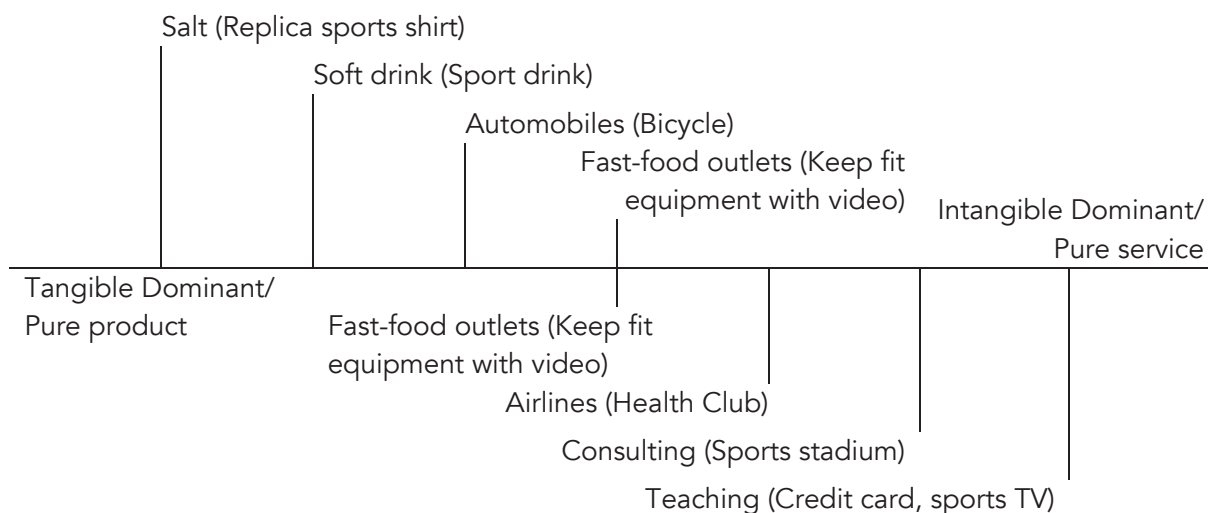 Salt (Replica sports shirt)
Soft drink (Sport drink)
Automobiles (Bicycle)
Fast-food outlets (Keep fit
equipment with video)
Intangible Dominant/
Pure service
Tangible Dominant/
Pure product
Fast-food outlets (Keep fit
equipment with video)
Airlines (Health Club)
Consulting (Sports stadium)
Teaching (Credit card, sports TV)